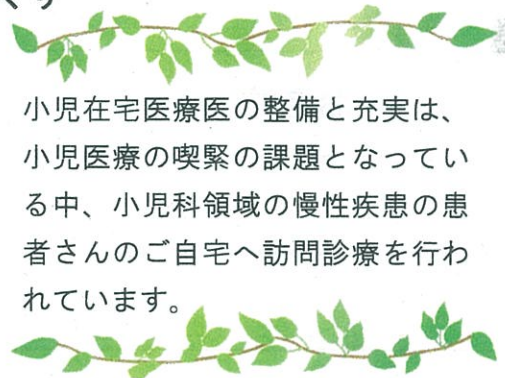 小児在宅医療医の整備と充実は、
小児医療の喫緊の課題となってい
る中、小児科領域の慢性疾患の患
者さんのご自宅へ訪問診療を行わ
れています。